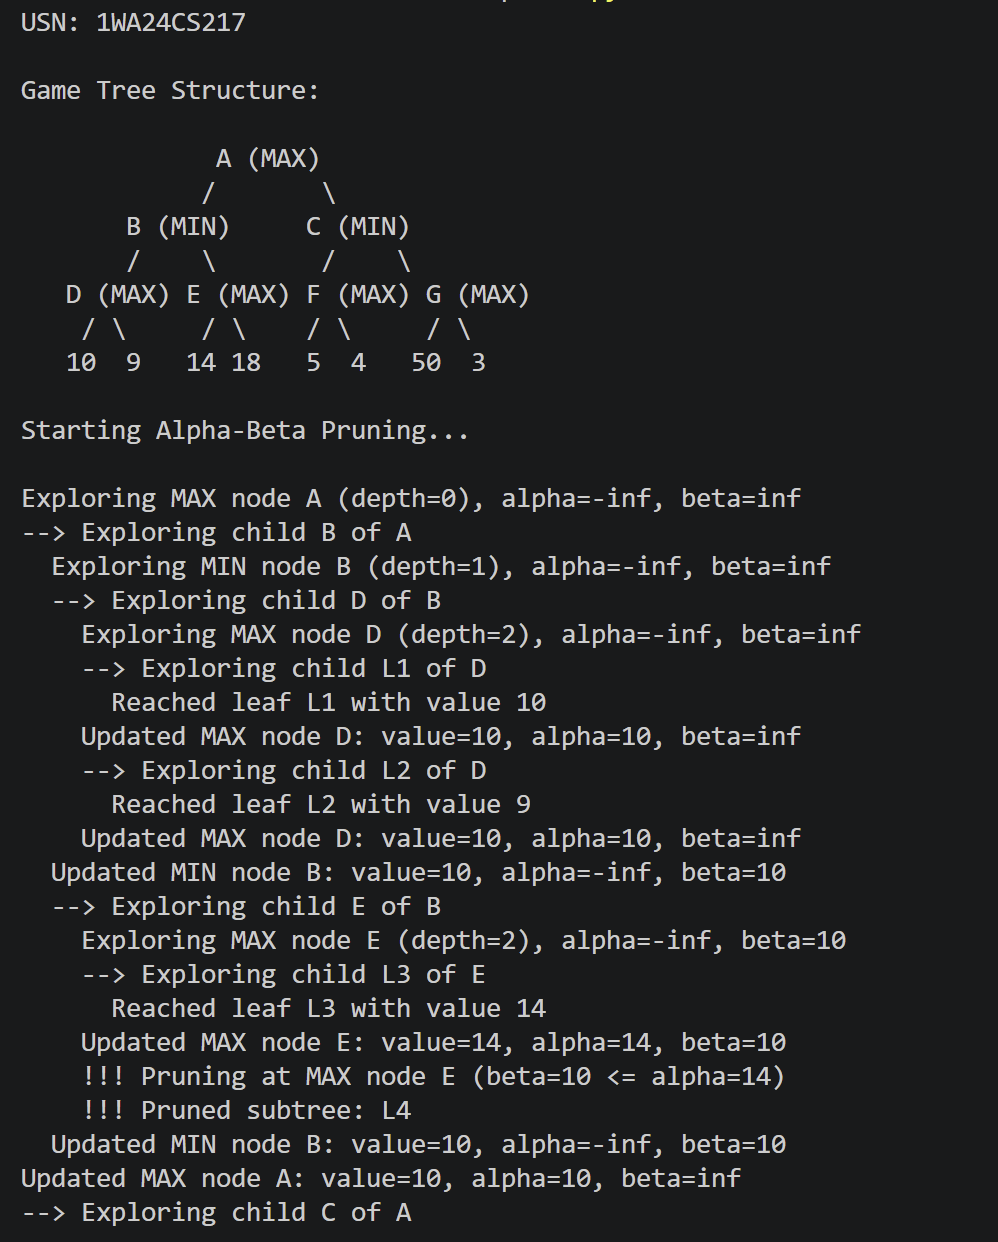 USN: 1WA24CS217
Game Tree Structure:
A (MAX)
/ \
B (MIN) C (MIN)
/ \ / \
D (MAX) E (MAX) F (MAX) G (MAX)
/ \ / \ / \ / \
10 9 14 18 5 4 50 3
Starting Alpha-Beta Pruning...
Exploring MAX node A (depth=0), alpha=-inf, beta=inf
--> Exploring child B of A
Exploring MIN node B (depth=1), alpha=-inf, beta=inf
--> Exploring child D of B
Exploring MAX node D (depth=2), alpha=-inf, beta=inf
--> Exploring child L1 of D
Reached leaf L1 with value 10
Updated MAX node D: value=10, alpha=10, beta=inf
--> Exploring child L2 of D
Reached leaf L2 with value 9
Updated MAX node D: value=10, alpha=10, beta=inf
Updated MIN node B: value=10, alpha=-inf, beta=10
--> Exploring child E of B
Exploring MAX node E (depth=2), alpha=-inf, beta=10
--> Exploring child L3 of E
Reached leaf L3 with value 14
Updated MAX node E: value=14, alpha=14, beta=10
!!! Pruning at MAX node E (beta=10 <= alpha=14)
!!! Pruned subtree: L4
Updated MIN node B: value=10, alpha=-inf, beta=10
Updated MAX node A: value=10, alpha=10, beta=inf
--> Exploring child C of A